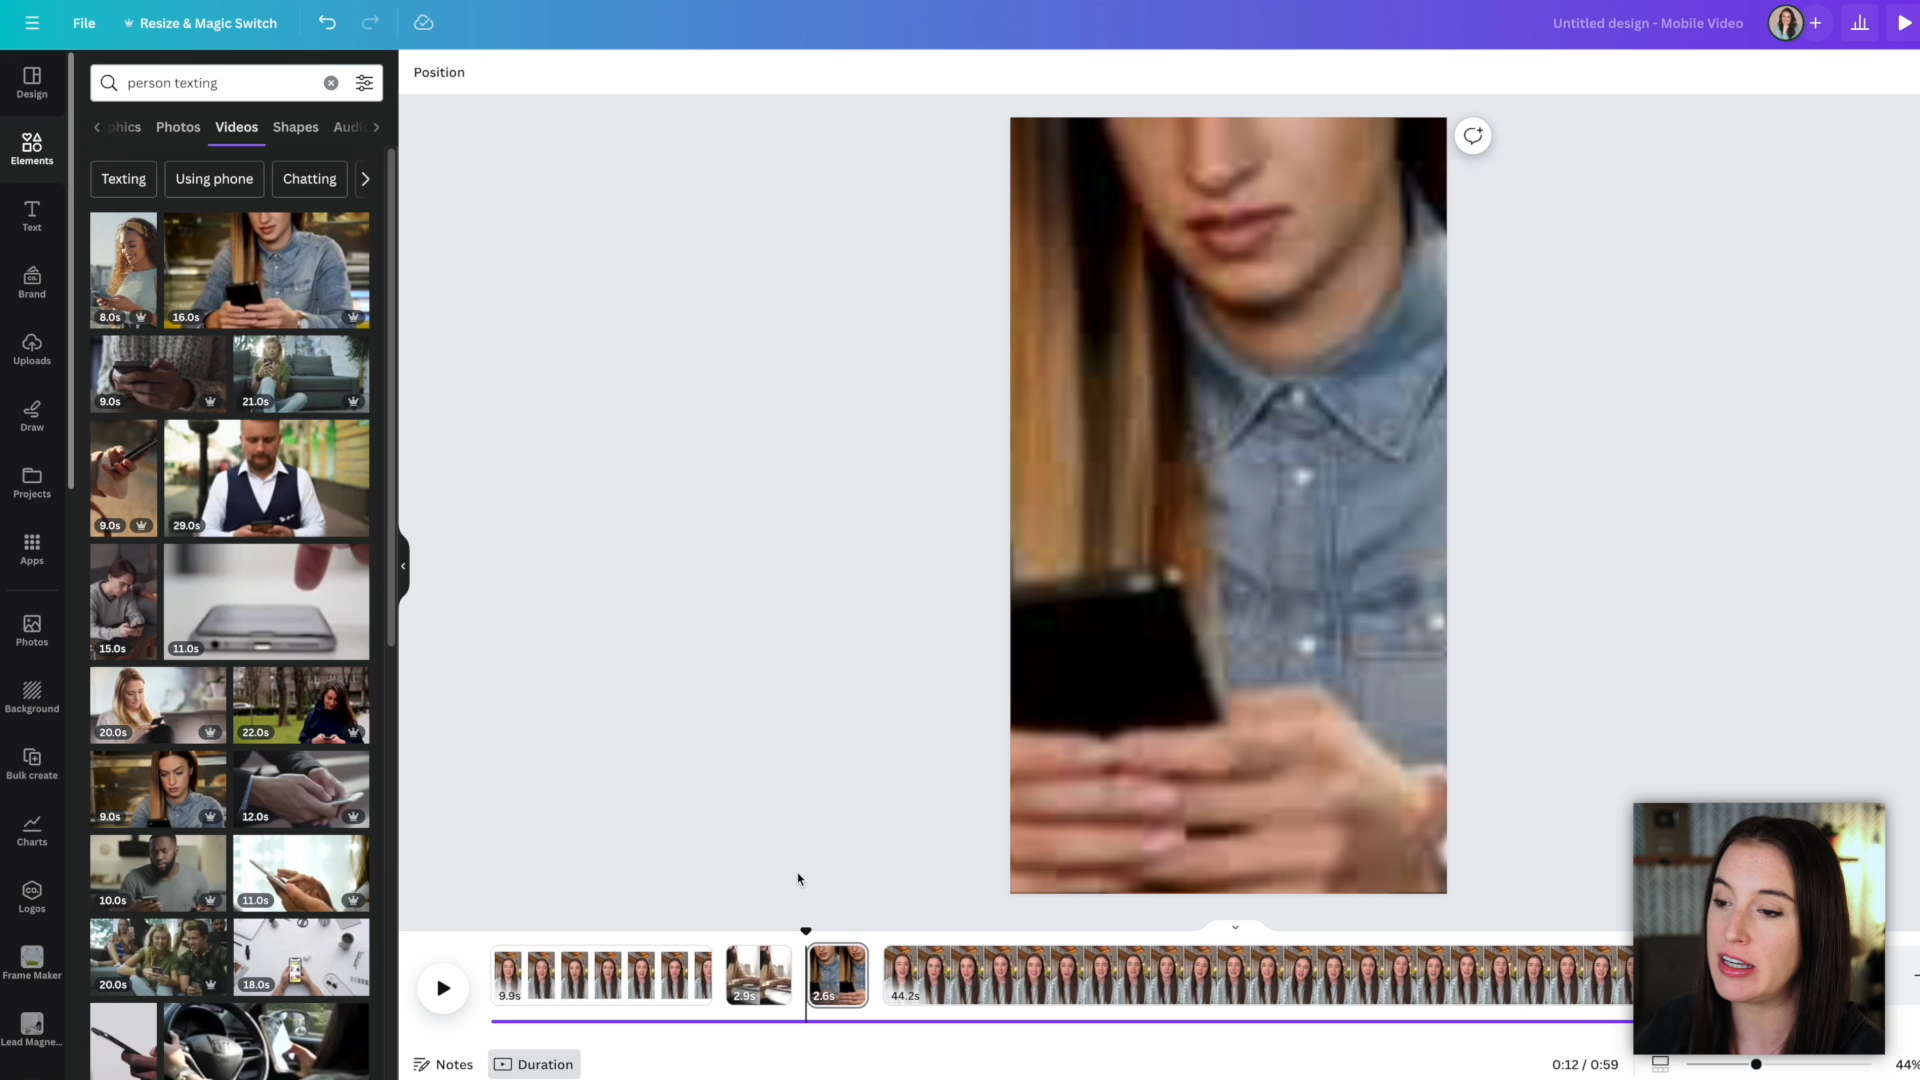 File
Resize & Magic Switch
Untitled design - Mobile Video
Design
Elements
Text
Brand
Uploads
Draw
Projects
Apps
Photos
Background
Bulk create
Charts
Logos
Frame Maker
Lead Magne...
person texting
phics Photos Videos Shapes Audi
Texting Using phone Chatting
8.0s 16.0s
9.0s 21.0s
9.0s 29.0s
15.0s 11.0s
20.0s 22.0s
9.0s 12.0s
10.0s 11.0s
20.0s 18.0s
Position
9.9s 2.9s 2.6s 44.2s
Notes Duration 0:12 / 0:59 44%
CO.
CO.